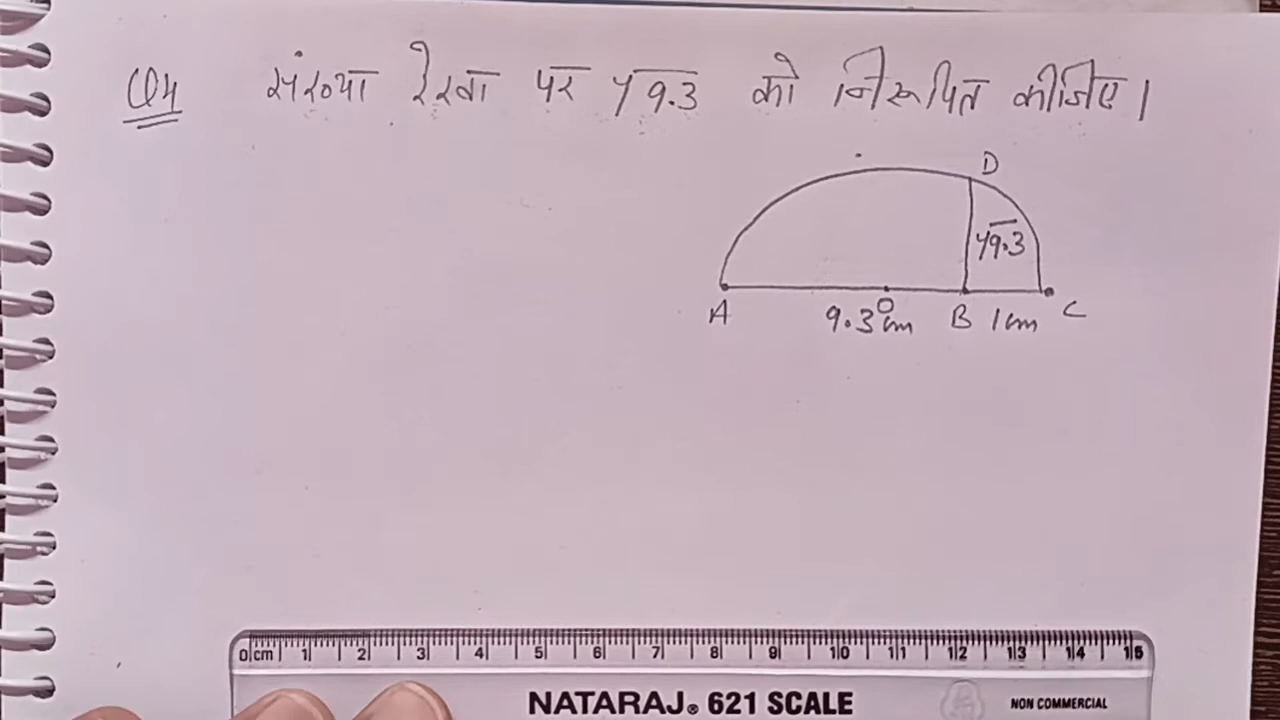 Q4 संख्या रेखा पर √9.3 को निरूपित कीजिए।
D
√9.3
A 9.3cm O B 1cm C
0 cm 1 2 3 4 5 6 7 8 9 10 11 12 13 14 15
NATARAJ® 621 SCALE NON COMMERCIAL